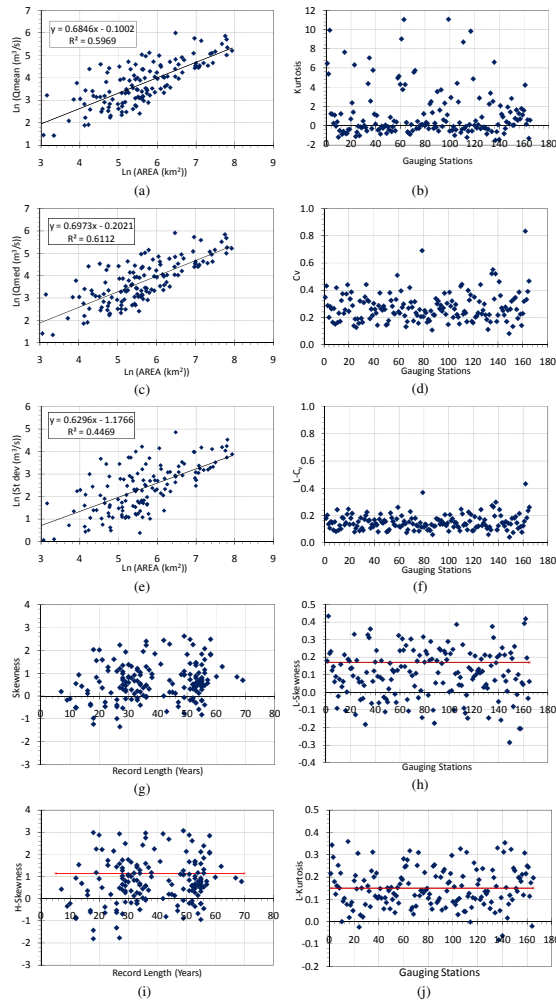 y = 0.6846x - 0.1002
R² = 0.5969
Ln (Qmean (m³/s))
7
6
5
4
3
2
1
3 4 5 6 7 8 9
Ln (AREA (km²))
(a)
Kurtosis
12
10
8
6
4
2
0
-2
0 20 40 60 80 100 120 140 160 180
Gauging Stations
(b)
y = 0.6973x - 0.2021
R² = 0.6112
Ln (Qmed (m³/s))
7
6
5
4
3
2
1
3 4 5 6 7 8 9
Ln (AREA (km²))
(c)
Cv
1.0
0.8
0.6
0.4
0.2
0.0
0 20 40 60 80 100 120 140 160 180
Gauging Stations
(d)
y = 0.6296x - 1.1766
R² = 0.4469
Ln (St dev (m³/s))
6
5
4
3
2
1
0
3 4 5 6 7 8 9
Ln (AREA (km²))
(e)
L-Cv
1.0
0.8
0.6
0.4
0.2
0.0
0 20 40 60 80 100 120 140 160 180
Gauging Stations
(f)
Skewness
4
3
2
1
0
-1
-2
-3
0 10 20 30 40 50 60 70 80
Record Length (Years)
(g)
L-Skewness
0.5
0.4
0.3
0.2
0.1
0.0
-0.1
-0.2
-0.3
-0.4
0 20 40 60 80 100 120 140 160 180
Gauging Stations
(h)
H-Skewness
4
3
2
1
0
-1
-2
-3
0 10 20 30 40 50 60 70 80
Record Length (Years)
(i)
L-Kurtosis
0.5
0.4
0.3
0.2
0.1
0.0
-0.1
-0.2
0 20 40 60 80 100 120 140 160 180
Gauging Stations
(j)